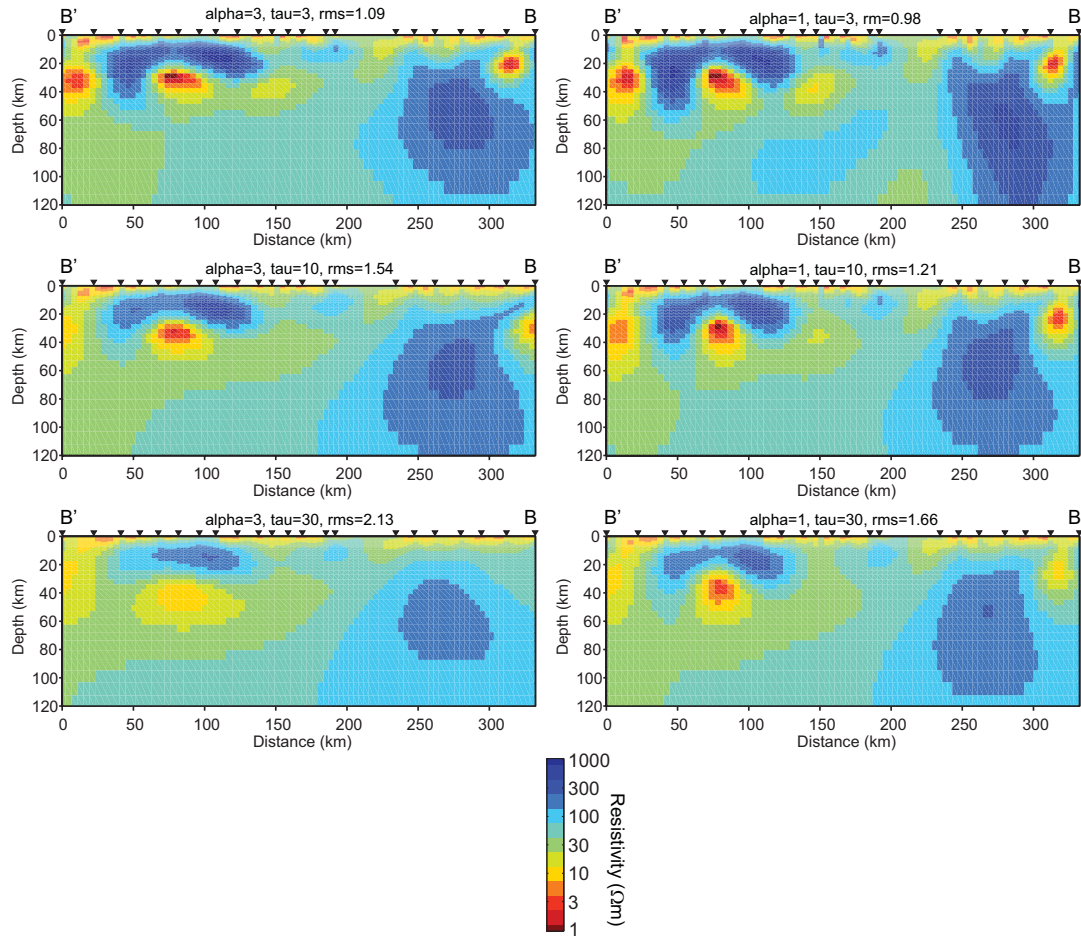 B' B B' B
alpha=3, tau=3, rms=1.09 alpha=1, tau=3, rm=0.98
0 0
20 20
40 40
60 60
80 80
100 100
120 120
Depth (km) Depth (km)
0 50 100 150 200 250 300 0 50 100 150 200 250 300
Distance (km) Distance (km)
B' B B' B
alpha=3, tau=10, rms=1.54 alpha=1, tau=10, rms=1.21
0 0
20 20
40 40
60 60
80 80
100 100
120 120
Depth (km) Depth (km)
0 50 100 150 200 250 300 0 50 100 150 200 250 300
Distance (km) Distance (km)
B' B B' B
alpha=3, tau=30, rms=2.13 alpha=1, tau=30, rms=1.66
0 0
20 20
40 40
60 60
80 80
100 100
120 120
Depth (km) Depth (km)
0 50 100 150 200 250 300 0 50 100 150 200 250 300
Distance (km) Distance (km)
1000
300
100
30
10
3
1
Resistivity (Ωm)